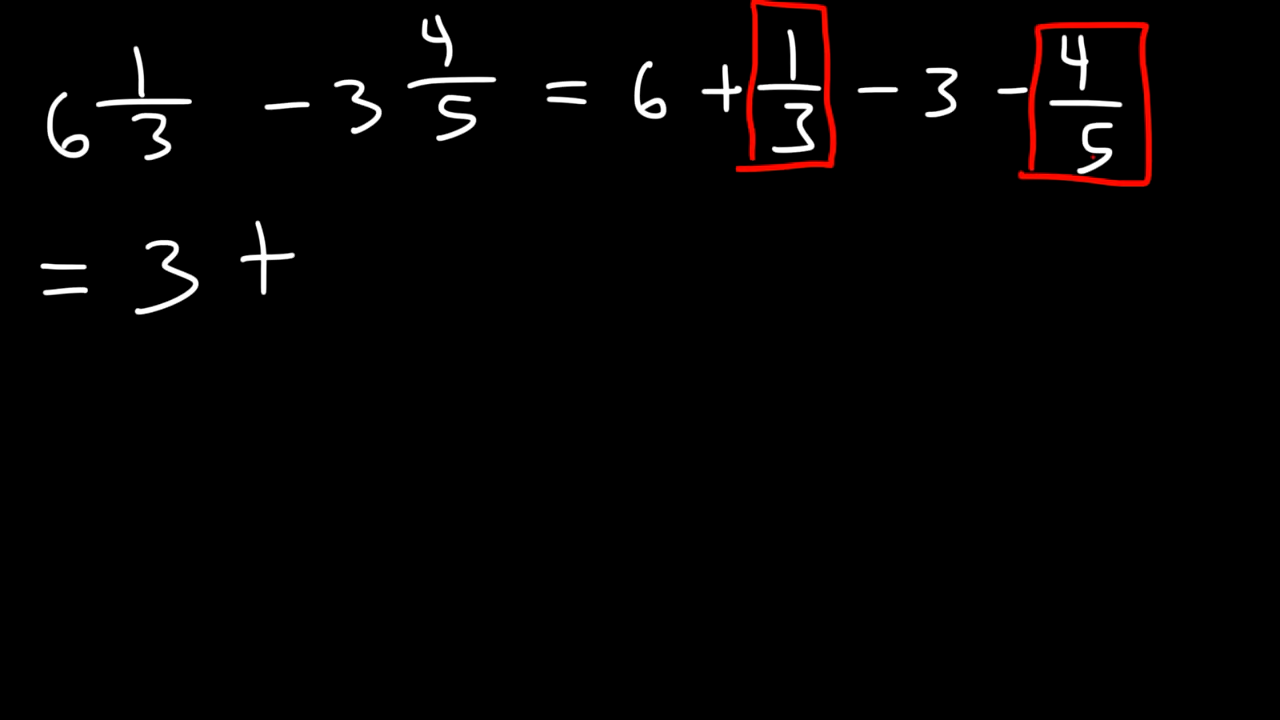 6 1/3 - 3 4/5 = 6 + 1/3 - 3 - 4/5
= 3 +